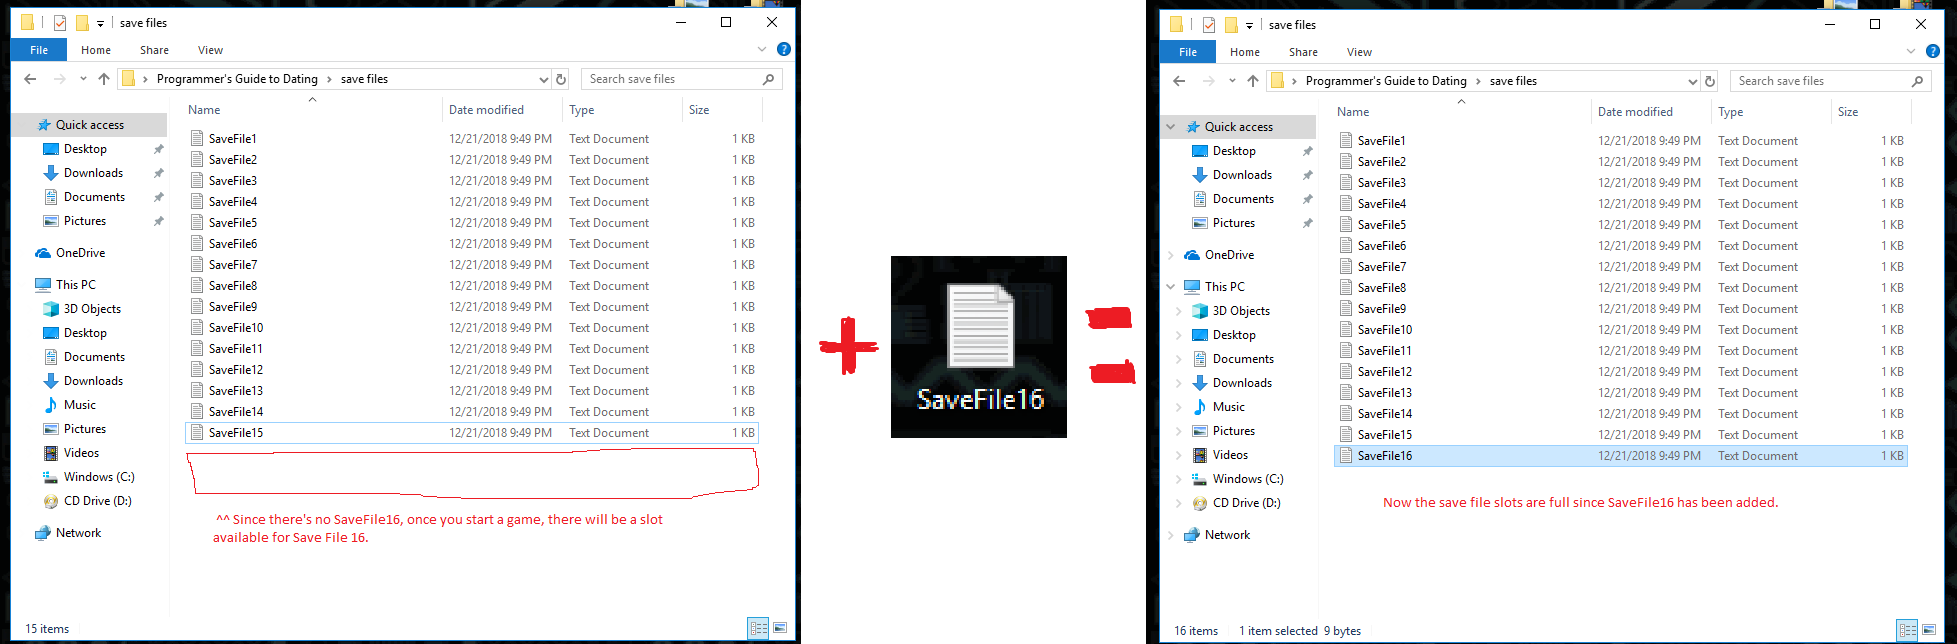 save files
File Home Share View
Programmer's Guide to Dating save files Search save files
Name Date modified Type Size
Quick access
Desktop
Downloads
Documents
Pictures
OneDrive
This PC
3D Objects
Desktop
Documents
Downloads
Music
Pictures
Videos
Windows (C:)
CD Drive (D:)
Network
SaveFile1 12/21/2018 9:49 PM Text Document 1 KB
SaveFile2 12/21/2018 9:49 PM Text Document 1 KB
SaveFile3 12/21/2018 9:49 PM Text Document 1 KB
SaveFile4 12/21/2018 9:49 PM Text Document 1 KB
SaveFile5 12/21/2018 9:49 PM Text Document 1 KB
SaveFile6 12/21/2018 9:49 PM Text Document 1 KB
SaveFile7 12/21/2018 9:49 PM Text Document 1 KB
SaveFile8 12/21/2018 9:49 PM Text Document 1 KB
SaveFile9 12/21/2018 9:49 PM Text Document 1 KB
SaveFile10 12/21/2018 9:49 PM Text Document 1 KB
SaveFile11 12/21/2018 9:49 PM Text Document 1 KB
SaveFile12 12/21/2018 9:49 PM Text Document 1 KB
SaveFile13 12/21/2018 9:49 PM Text Document 1 KB
SaveFile14 12/21/2018 9:49 PM Text Document 1 KB
SaveFile15 12/21/2018 9:49 PM Text Document 1 KB
^^ Since there's no SaveFile16, once you start a game, there will be a slot
available for Save File 16.
15 items
+
SaveFile16
=
save files
File Home Share View
Programmer's Guide to Dating save files Search save files
Name Date modified Type Size
Quick access
Desktop
Downloads
Documents
Pictures
OneDrive
This PC
3D Objects
Desktop
Documents
Downloads
Music
Pictures
Videos
Windows (C:)
CD Drive (D:)
Network
SaveFile1 12/21/2018 9:49 PM Text Document 1 KB
SaveFile2 12/21/2018 9:49 PM Text Document 1 KB
SaveFile3 12/21/2018 9:49 PM Text Document 1 KB
SaveFile4 12/21/2018 9:49 PM Text Document 1 KB
SaveFile5 12/21/2018 9:49 PM Text Document 1 KB
SaveFile6 12/21/2018 9:49 PM Text Document 1 KB
SaveFile7 12/21/2018 9:49 PM Text Document 1 KB
SaveFile8 12/21/2018 9:49 PM Text Document 1 KB
SaveFile9 12/21/2018 9:49 PM Text Document 1 KB
SaveFile10 12/21/2018 9:49 PM Text Document 1 KB
SaveFile11 12/21/2018 9:49 PM Text Document 1 KB
SaveFile12 12/21/2018 9:49 PM Text Document 1 KB
SaveFile13 12/21/2018 9:49 PM Text Document 1 KB
SaveFile14 12/21/2018 9:49 PM Text Document 1 KB
SaveFile15 12/21/2018 9:49 PM Text Document 1 KB
SaveFile16 12/21/2018 9:49 PM Text Document 1 KB
Now the save file slots are full since SaveFile16 has been added.
16 items 1 item selected 9 bytes